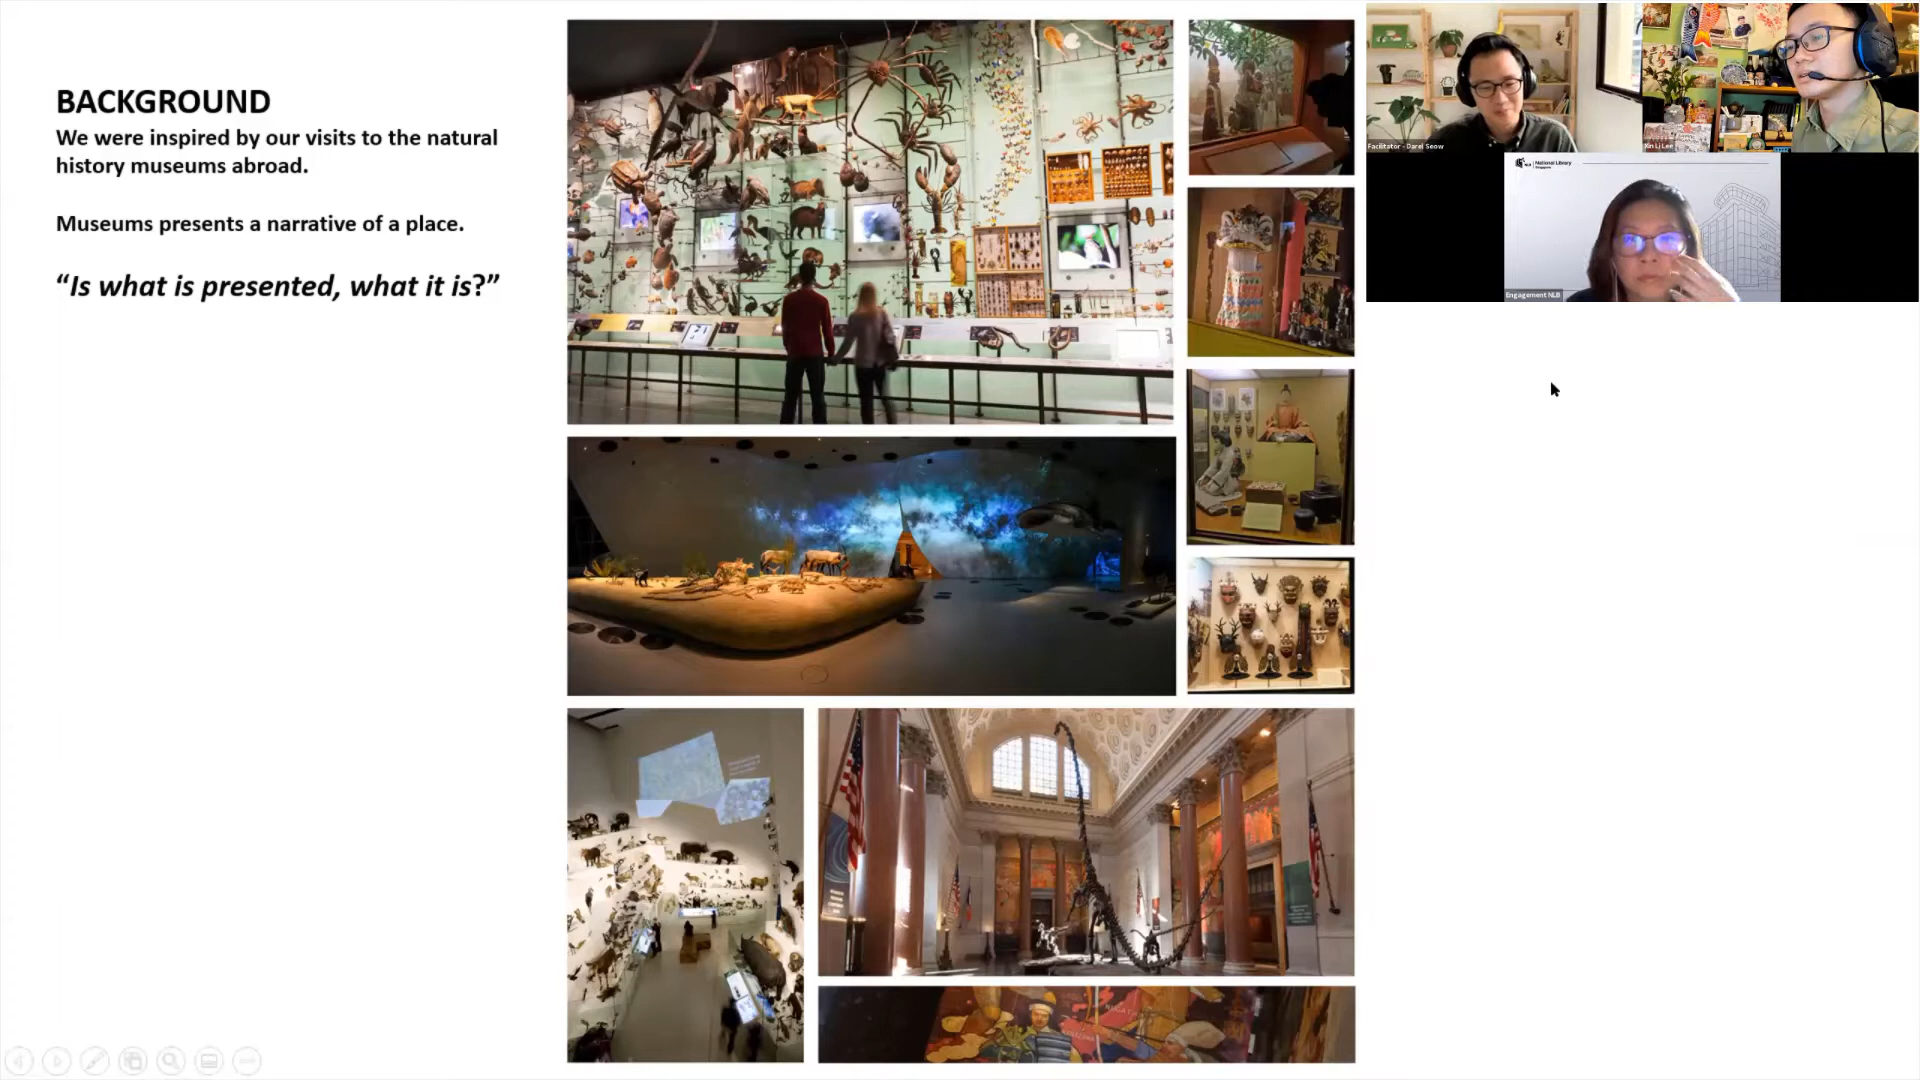 BACKGROUND
We were inspired by our visits to the natural
history museums abroad.
Museums presents a narrative of a place.
“Is what is presented, what it is?”
Facilitator - Darel Seow
Xin Li Lee
National Library
Singapore
Engagement NLB